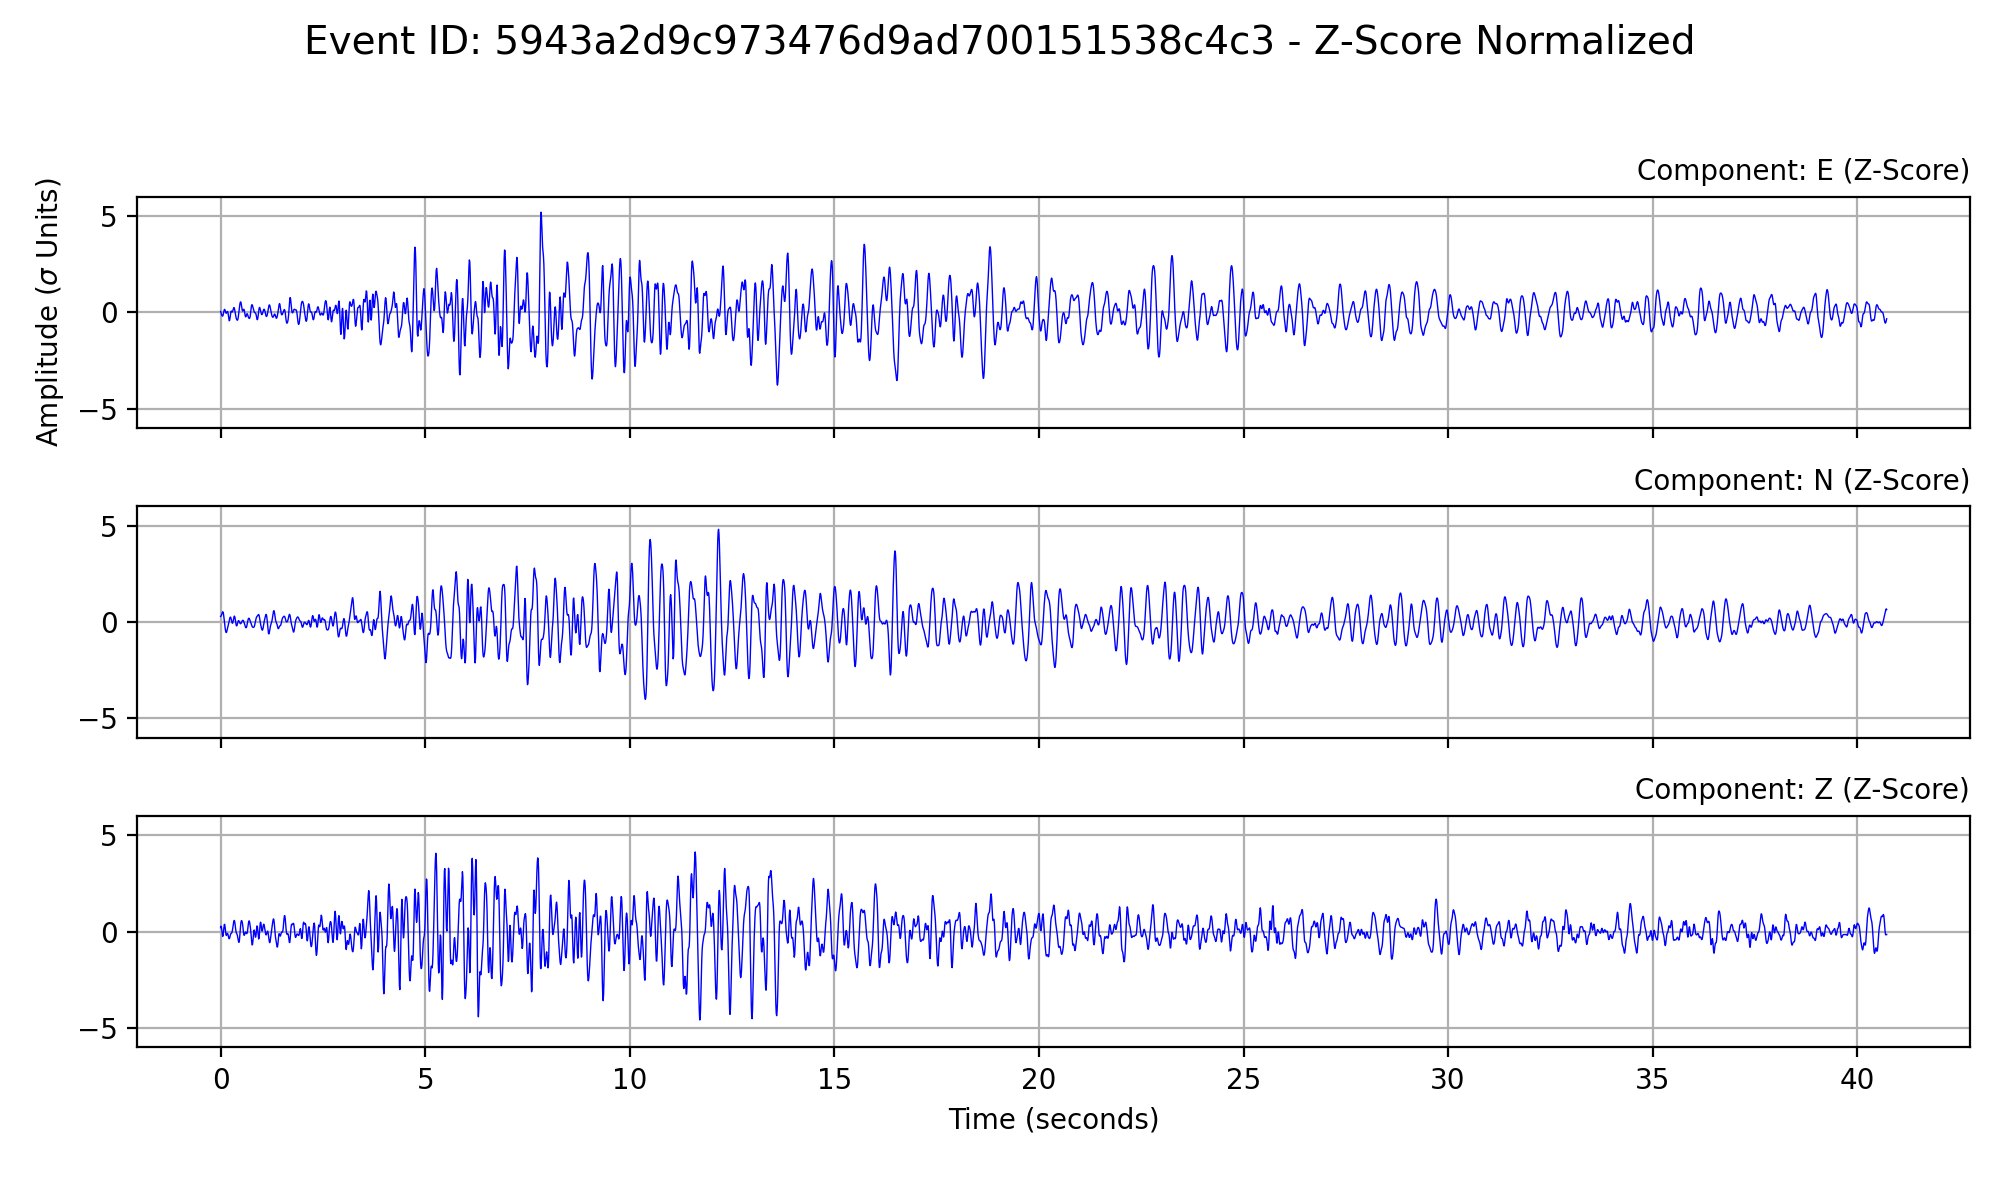 Event ID: 5943a2d9c973476d9ad700151538c4c3 - Z-Score Normalized
Component: E (Z-Score)
Amplitude (σ Units)
5
0
−5
Component: N (Z-Score)
5
0
−5
Component: Z (Z-Score)
5
0
−5
0 5 10 15 20 25 30 35 40
Time (seconds)